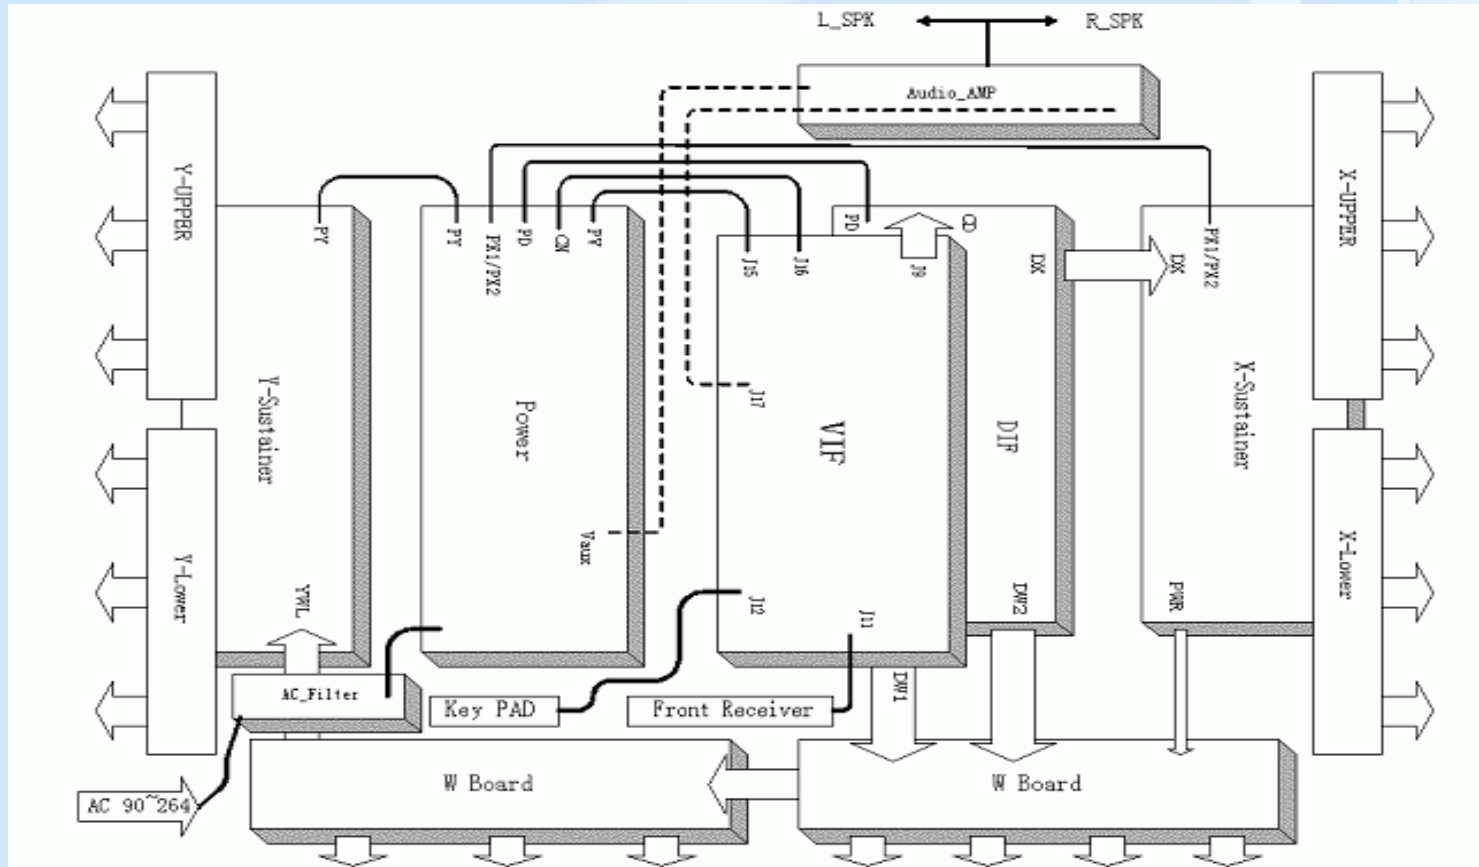 L_SPK
R_SPK
Audio_AMP
Y-UPPER
X-UPPER
PY
PY
PX1/PX2
PD
CN
PV
J15
J16
PD
J9
CD
DX
DX
PX1/PX2
Y-Sustainer
Power
J17
VIF
DIF
X-Sustainer
Vaux
Y-Lower
X-Lower
YWL
J12
J11
DW2
PWR
AC_Filter
Key PAD
Front Receiver
DW1
AC 90~264
W Board
W Board